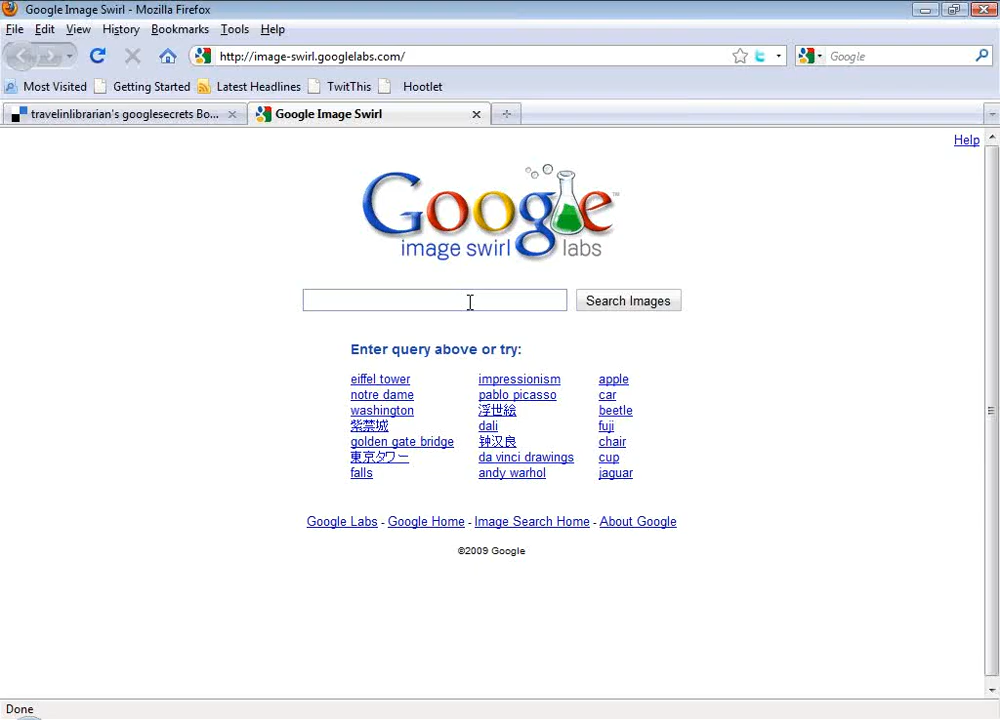 Google Image Swirl - Mozilla Firefox
File Edit View History Bookmarks Tools Help
http://image-swirl.googlelabs.com/ Google
Most Visited Getting Started Latest Headlines TwitThis Hootlet
travelinlibrarian's googlesecrets Bo... Google Image Swirl
Help
Google™
image swirl labs
Search Images
Enter query above or try:
eiffel tower impressionism apple
notre dame pablo picasso car
washington 浮世絵 beetle
紫禁城 dali fuji
golden gate bridge 钟汉良 chair
東京タワー da vinci drawings cup
falls andy warhol jaguar
Google Labs - Google Home - Image Search Home - About Google
©2009 Google
Done